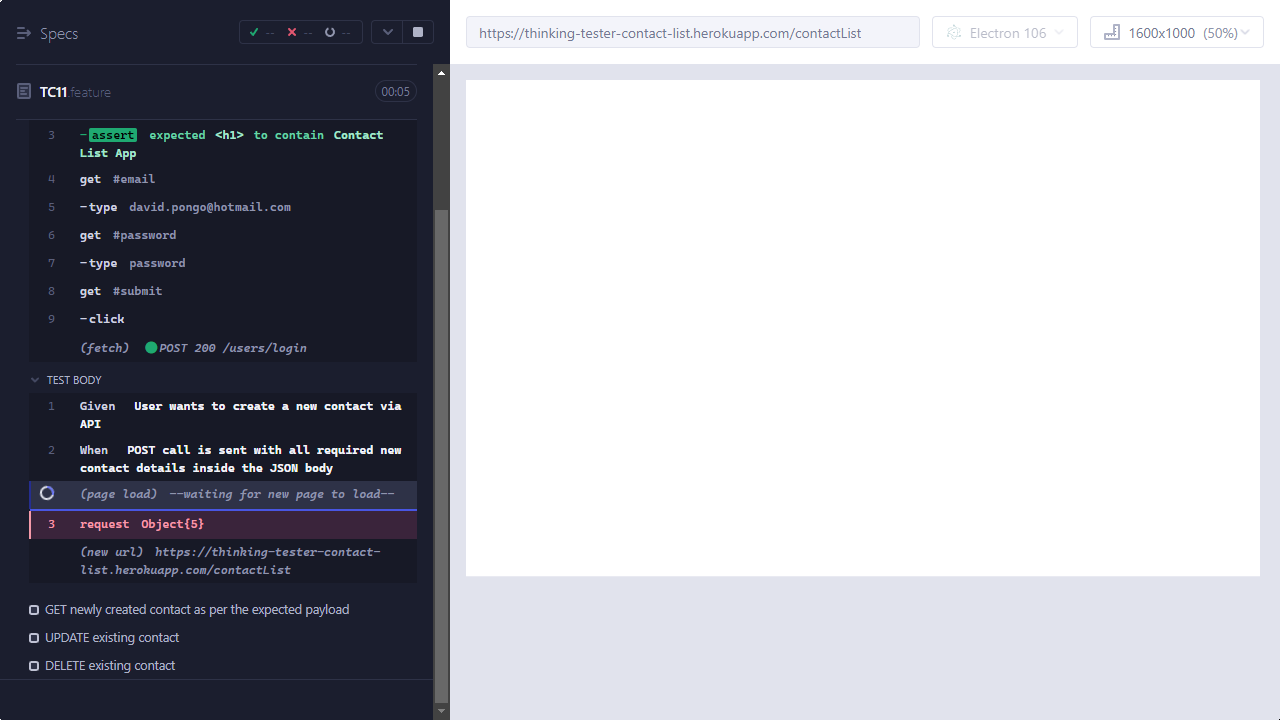 Specs
-- -- --
https://thinking-tester-contact-list.herokuapp.com/contactList
Electron 106
1600x1000 (50%)
TC11.feature
00:05
3 -assert expected <h1> to contain Contact
List App
4 get #email
5 -type david.pongo@hotmail.com
6 get #password
7 -type password
8 get #submit
9 -click
(fetch) POST 200 /users/login
TEST BODY
1 Given User wants to create a new contact via
API
2 When POST call is sent with all required new
contact details inside the JSON body
(page load) --waiting for new page to load--
3 request Object{5}
(new url) https://thinking-tester-contact-
list.herokuapp.com/contactList
GET newly created contact as per the expected payload
UPDATE existing contact
DELETE existing contact